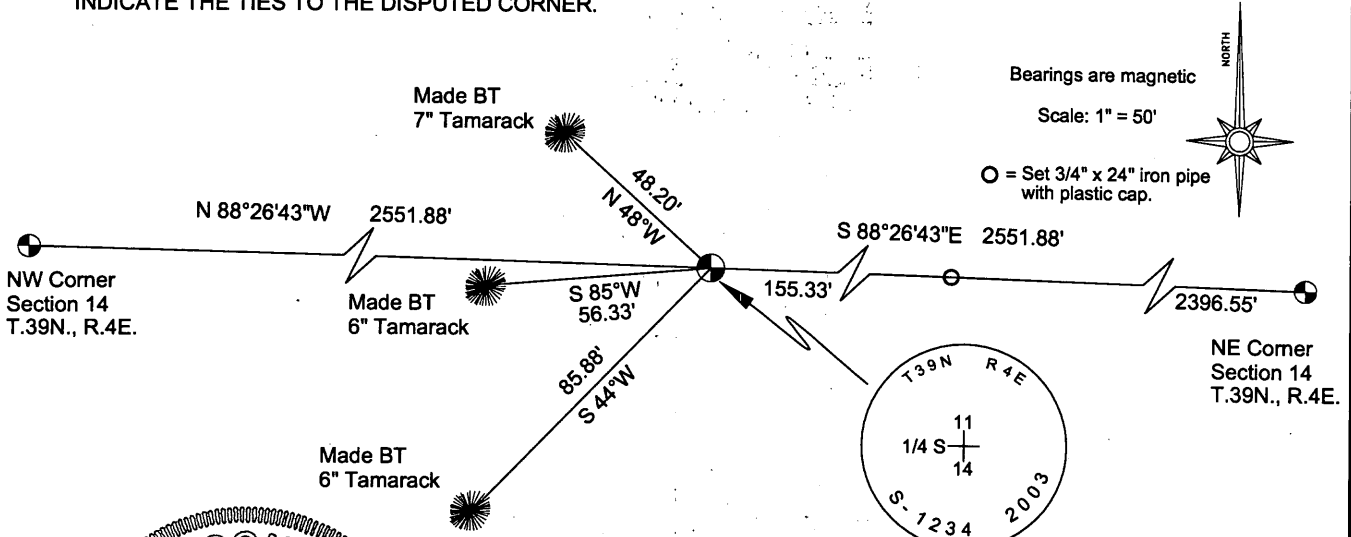 INDICATE THE TIES TO THE DISPUTED CORNER.
NORTH
Bearings are magnetic
Scale: 1" = 50'
= Set 3/4" x 24" iron pipe
with plastic cap.
Made BT
7" Tamarack
48.20'
N 48°W
N 88°26'43"W 2551.88'
S 88°26'43"E 2551.88'
NW Corner
Section 14
T.39N., R.4E.
Made BT
6" Tamarack
S 85°W
56.33'
155.33'
2396.55'
NE Corner
Section 14
T.39N., R.4E.
85.88'
S 44°W
Made BT
6" Tamarack
T39N R4E
11
1/4 S
14
S-1234 2003